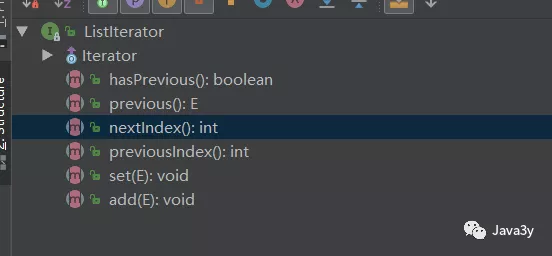 ListIterator
Iterator
hasPrevious(): boolean
previous(): E
nextIndex(): int
previousIndex(): int
set(E): void
add(E): void
Java3y
Z: Structure